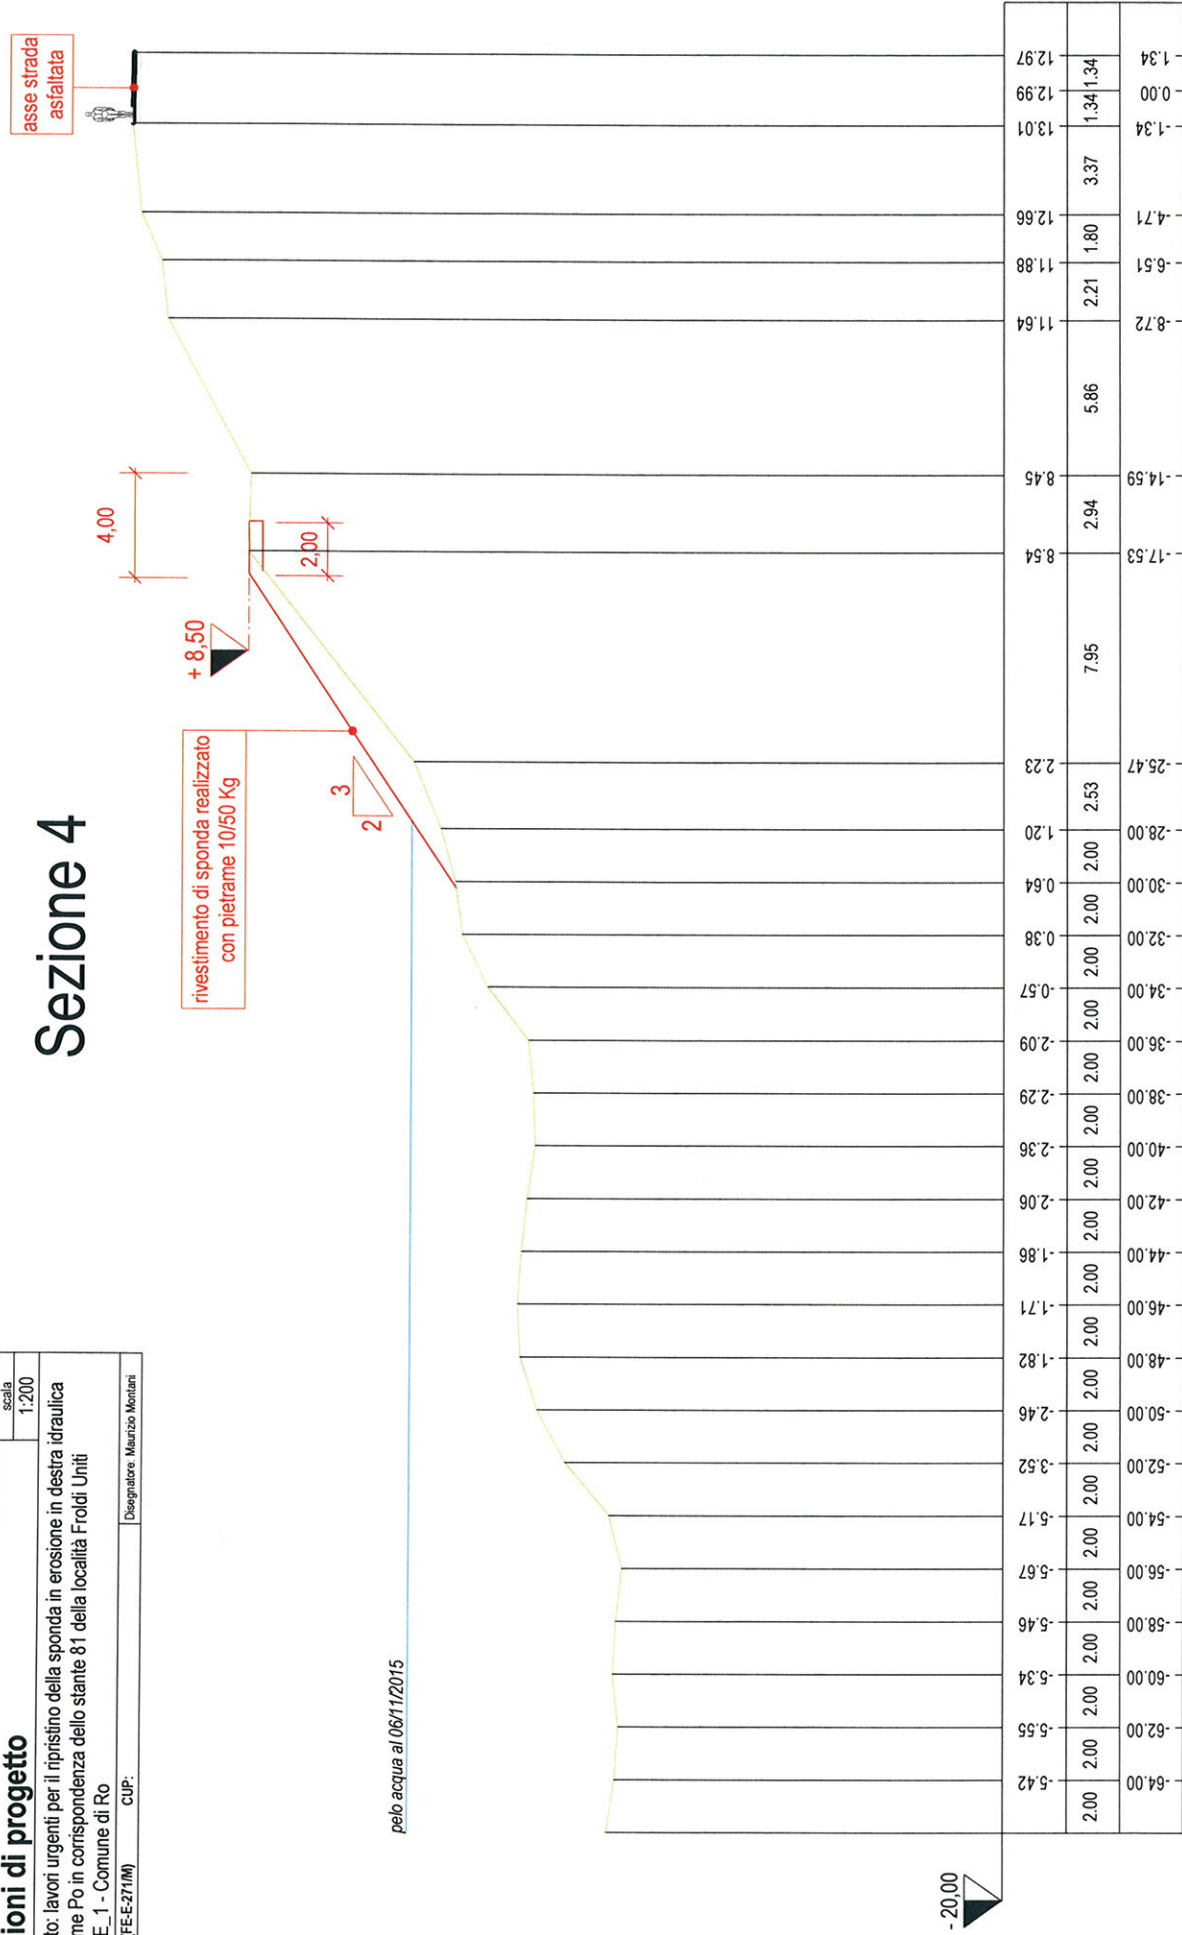 ioni di progetto
scala
1:200
to: lavori urgenti per il ripristino della sponda in erosione in destra idraulica
me Po in corrispondenza dello stante 81 della località Froldi Uniti
E_1 - Comune di Ro
FE-E-271/M) CUP: Disegnatore: Maurizio Montani
Sezione 4
asse strada
asfaltata
4,00
2,00
+ 8,50
rivestimento di sponda realizzato
con pietrame 10/50 Kg
3
2
pelo acqua al 06/11/2015
- 20,00
-5.42 -5.55 -5.34 -5.46 -5.67 -5.17 -3.52 -2.46 -1.82 -1.71 -1.86 -2.06 -2.36 -2.29 -2.09 -0.57 0.38 0.64 1.20 2.23 8.54 8.45 11.64 11.88 12.66 13.01 12.99 12.97
2.00 2.00 2.00 2.00 2.00 2.00 2.00 2.00 2.00 2.00 2.00 2.00 2.00 2.00 2.00 2.00 2.00 2.00 2.00 2.53 7.95 2.94 5.86 2.21 1.80 3.37 1.34 1.34
-64.00 -62.00 -60.00 -58.00 -56.00 -54.00 -52.00 -50.00 -48.00 -46.00 -44.00 -42.00 -40.00 -38.00 -36.00 -34.00 -32.00 -30.00 -28.00 -25.47 -17.53 -14.59 -8.72 -6.51 -4.71 -1.34 0.00 1.34